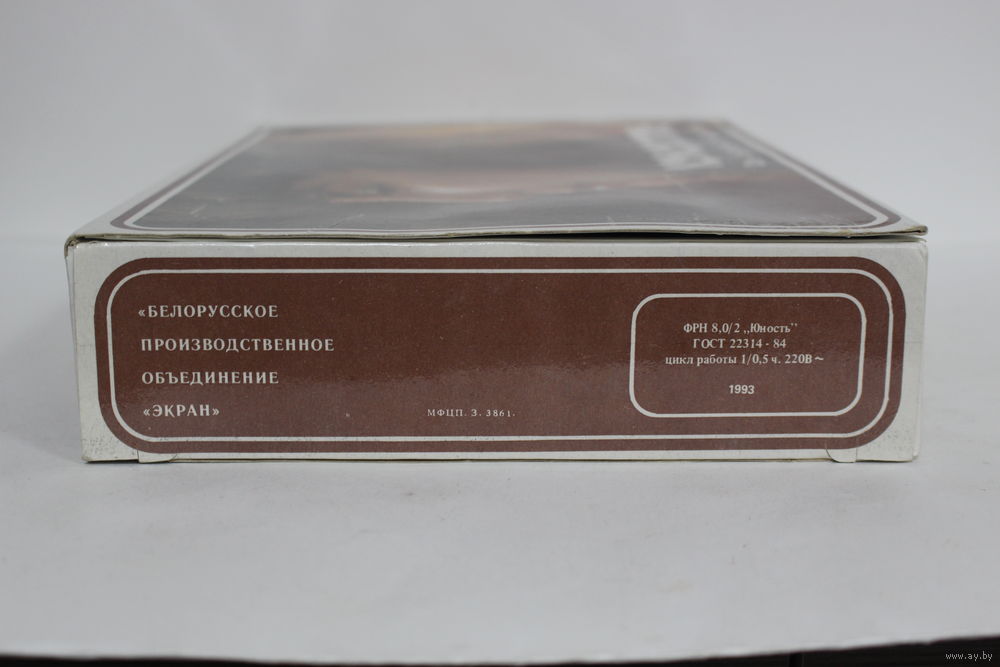 «БЕЛОРУССКОЕ
ПРОИЗВОДСТВЕННОЕ
ОБЪЕДИНЕНИЕ
«ЭКРАН»
МФЦП. З. 3861.
ФРН 8,0/2 „Юность”
ГОСТ 22314 - 84
цикл работы 1/0,5 ч. 220В ~
1993
www.ay.by